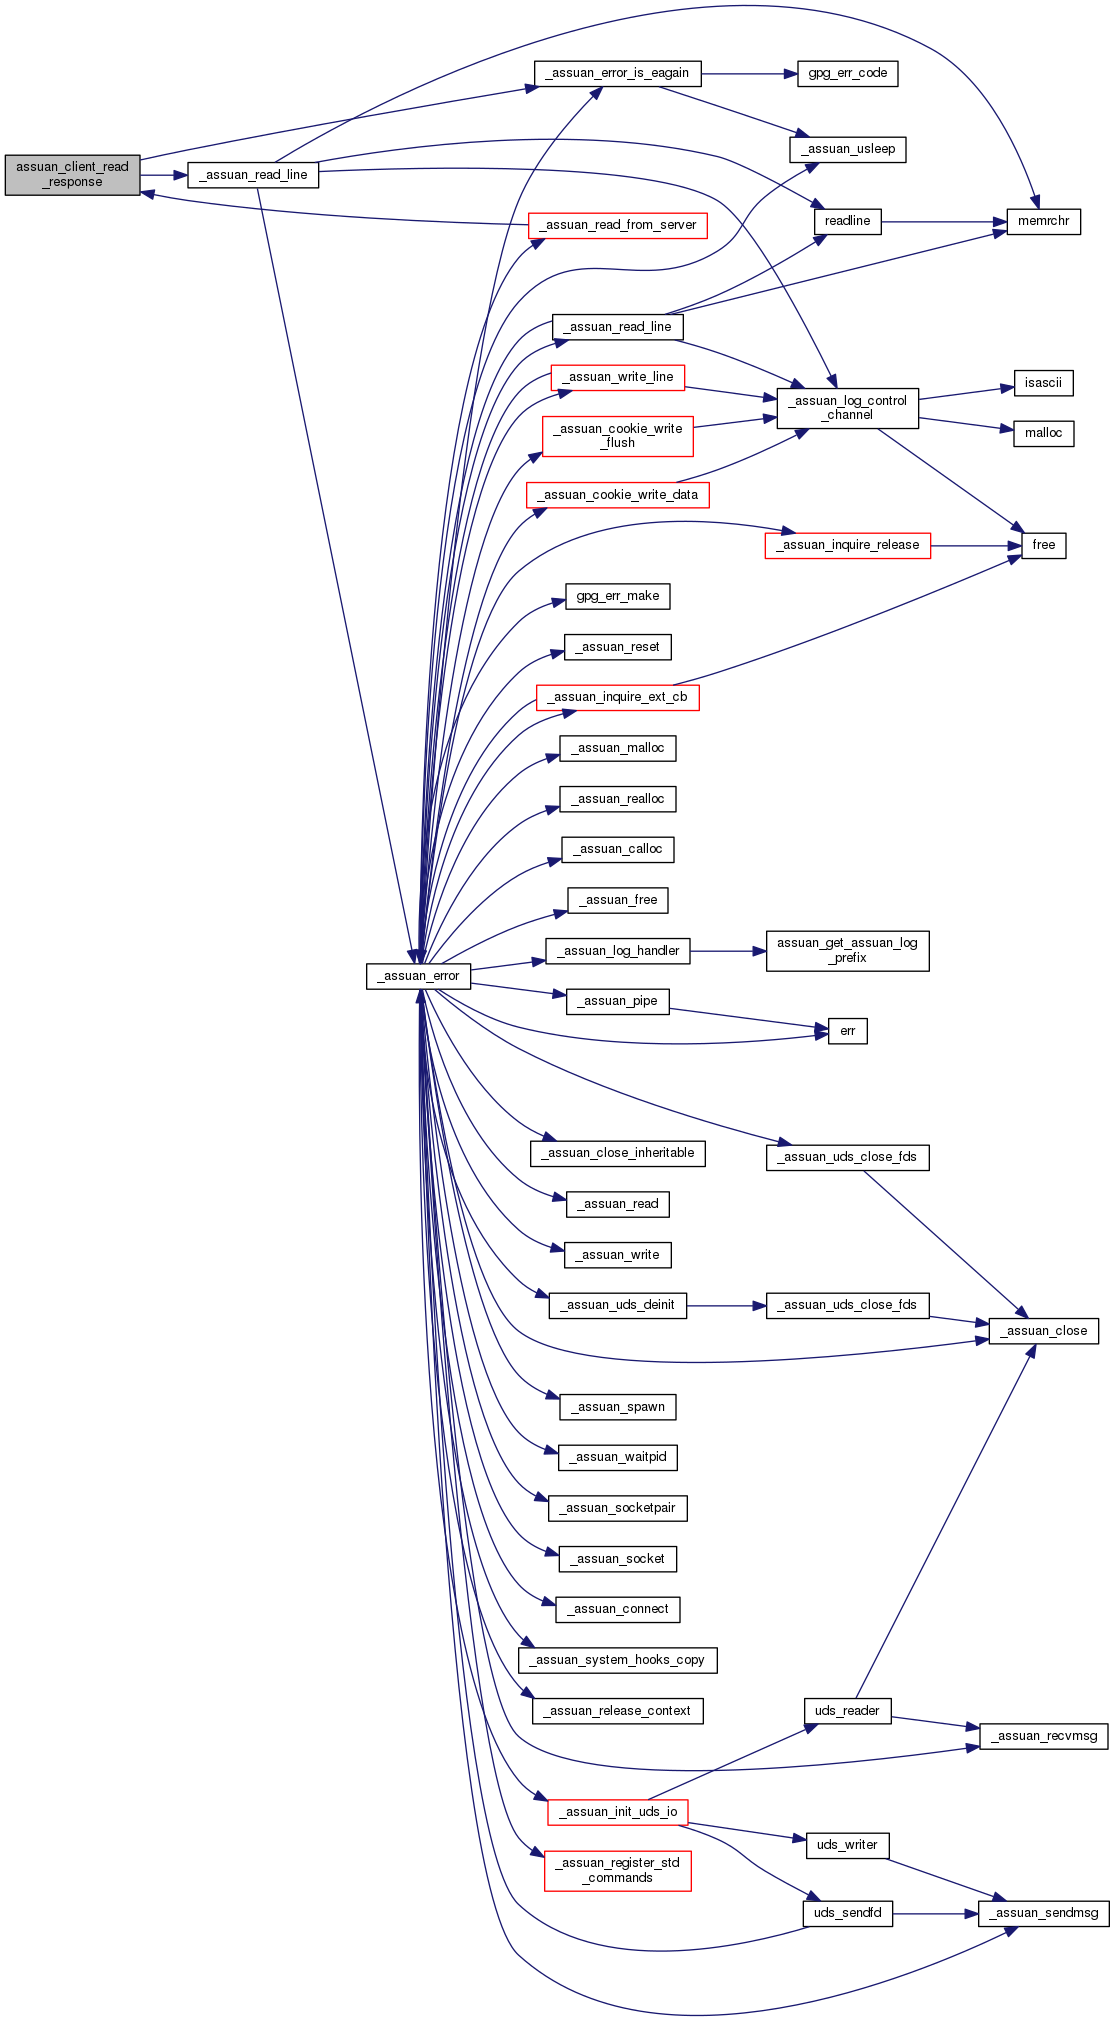 _assuan_error_is_eagain
gpg_err_code
_assuan_usleep
assuan_client_read
_response
_assuan_read_line
readline
memrchr
_assuan_read_from_server
_assuan_read_line
_assuan_write_line
_assuan_log_control
_channel
isascii
malloc
_assuan_cookie_write
_flush
_assuan_cookie_write_data
_assuan_inquire_release
free
gpg_err_make
_assuan_reset
_assuan_inquire_ext_cb
_assuan_malloc
_assuan_realloc
_assuan_calloc
_assuan_free
_assuan_log_handler
assuan_get_assuan_log
_prefix
_assuan_error
_assuan_pipe
err
_assuan_close_inheritable
_assuan_uds_close_fds
_assuan_read
_assuan_write
_assuan_uds_deinit
_assuan_uds_close_fds
_assuan_close
_assuan_spawn
_assuan_waitpid
_assuan_socketpair
_assuan_socket
_assuan_connect
_assuan_system_hooks_copy
_assuan_release_context
uds_reader
_assuan_recvmsg
_assuan_init_uds_io
uds_writer
_assuan_register_std
_commands
uds_sendfd
_assuan_sendmsg